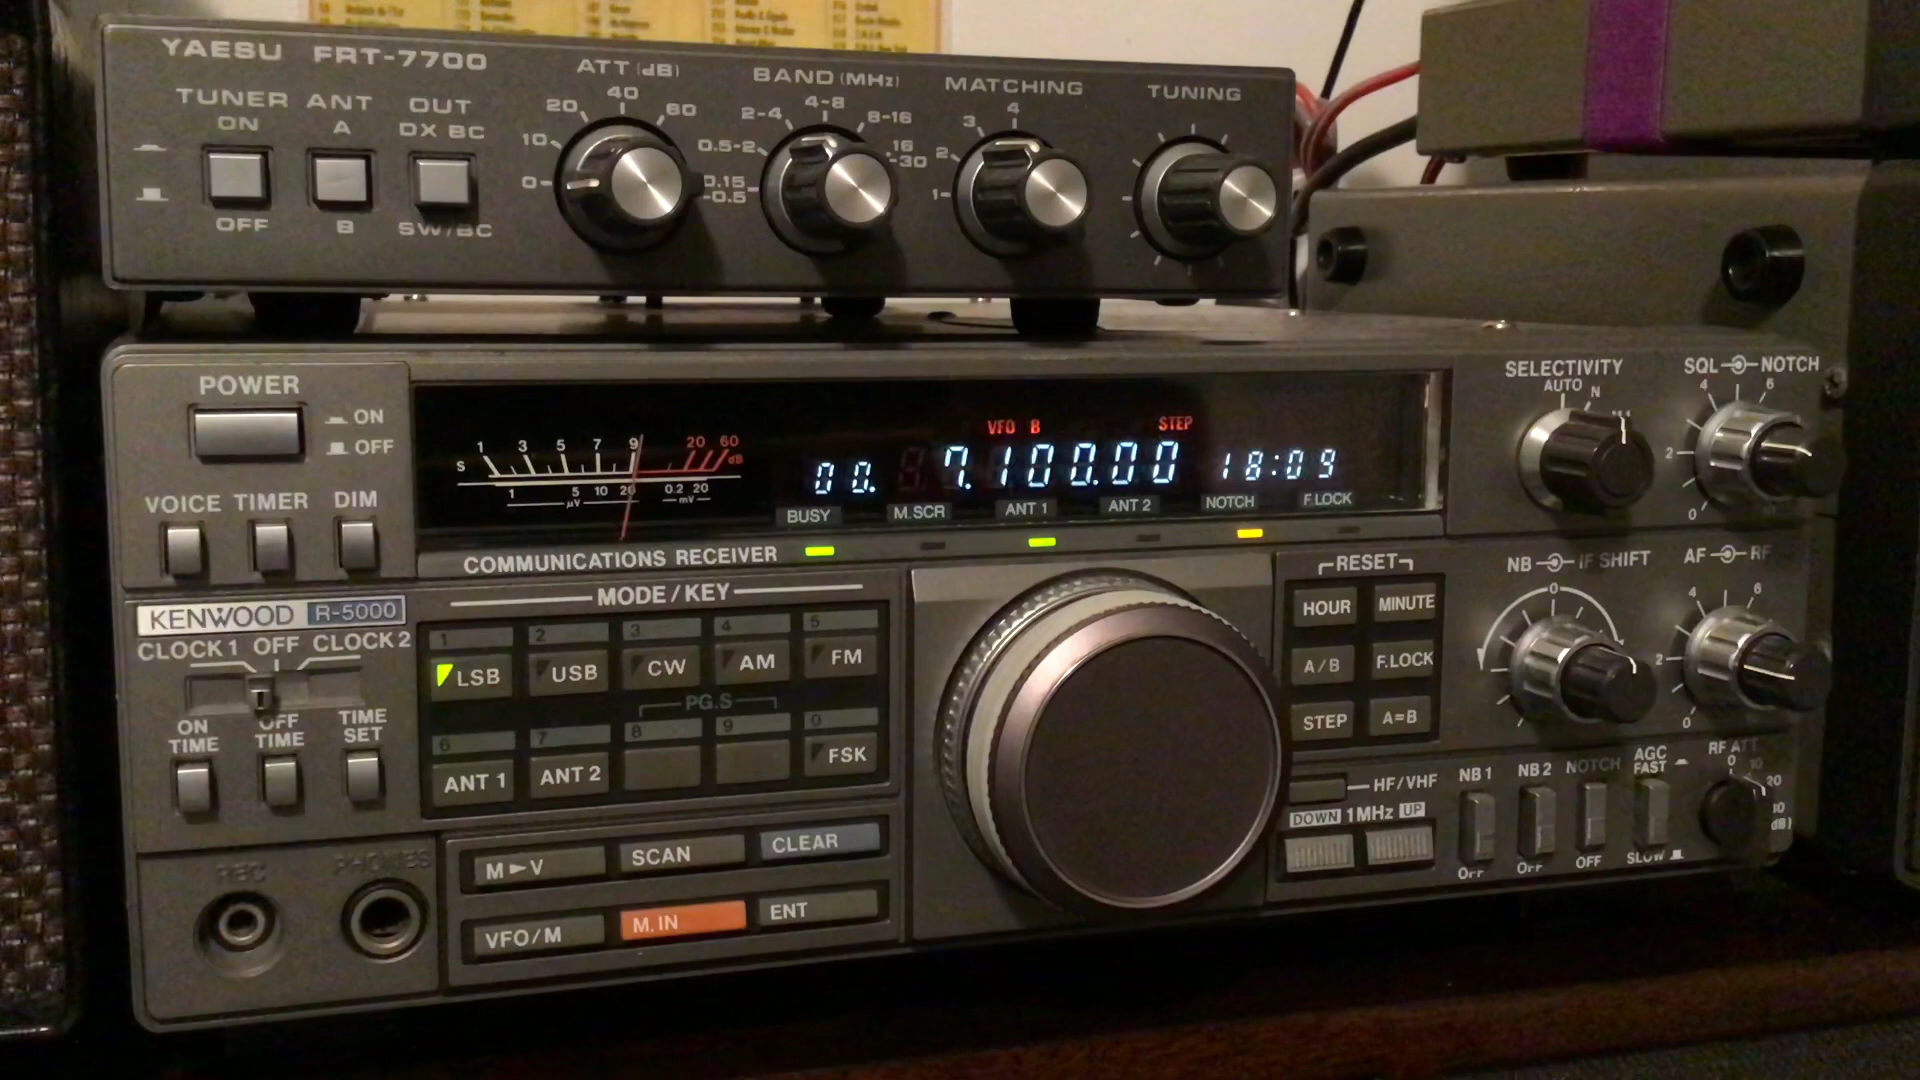 YAESU FRT-7700
TUNER ANT OUT
ON A DX BC
OFF B SW/BC
ATT (dB)
0 10 20 40 60
BAND (MHz)
0.15-0.5 0.5-2 2-4 4-8 8-16 16-30
MATCHING
1 2 3 4
TUNING
POWER
ON
OFF
VOICE TIMER DIM
S 1 3 5 7 9 20 60 dB
1 5 10 20 0.2 20
µV mV
VFO B STEP
00. 7.100.00 18:09
BUSY M.SCR ANT 1 ANT 2 NOTCH F.LOCK
COMMUNICATIONS RECEIVER
KENWOOD R-5000
CLOCK 1 OFF CLOCK 2
ON TIME
OFF TIME
TIME SET
REC PHONES
MODE/KEY
1 2 3 4 5
LSB USB CW AM FM
PG.S
6 7 8 9 0
ANT 1 ANT 2 FSK
M►V SCAN CLEAR
VFO/M M.IN ENT
RESET
HOUR MINUTE
A/B F.LOCK
STEP A=B
HF/VHF
DOWN 1MHz UP
SELECTIVITY
AUTO N
SQL NOTCH
0 2 4 6
NB IF SHIFT
0
AF RF
0 2 4 6
NB1 NB2 NOTCH AGC FAST
OFF OFF OFF SLOW
RF ATT
0 10 20 30 (dB)